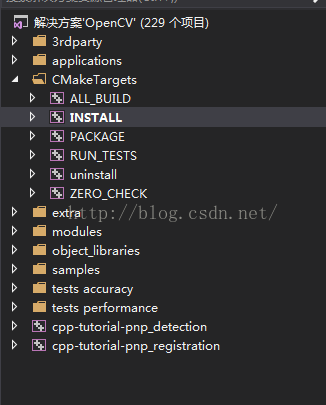 解决方案'OpenCV' (229 个项目)
3rdparty
applications
CMakeTargets
ALL_BUILD
INSTALL
PACKAGE
RUN_TESTS
uninstall
ZERO_CHECK
extra
http://blog.csdn.net/
modules
object_libraries
samples
tests accuracy
tests performance
cpp-tutorial-pnp_detection
cpp-tutorial-pnp_registration